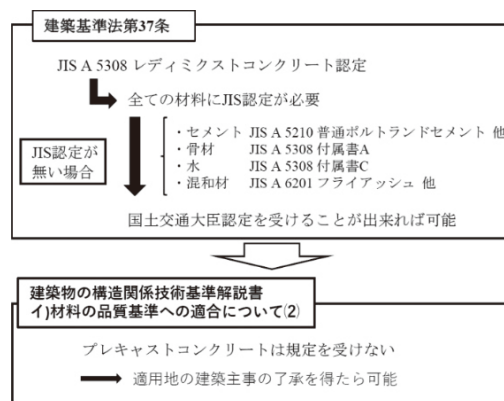 建築基準法第37条
JIS A 5308 レディミクストコンクリート認定
全ての材料にJIS認定が必要
JIS認定が
無い場合
・セメント JIS A 5210 普通ポルトランドセメント 他
・骨材 JIS A 5308 付属書A
・水 JIS A 5308 付属書C
・混和材 JIS A 6201 フライアッシュ 他
国土交通大臣認定を受けることが出来れば可能
建築物の構造関係技術基準解説書
イ)材料の品質基準への適合について⑵
プレキャストコンクリートは規定を受けない
適用地の建築主事の了承を得たら可能